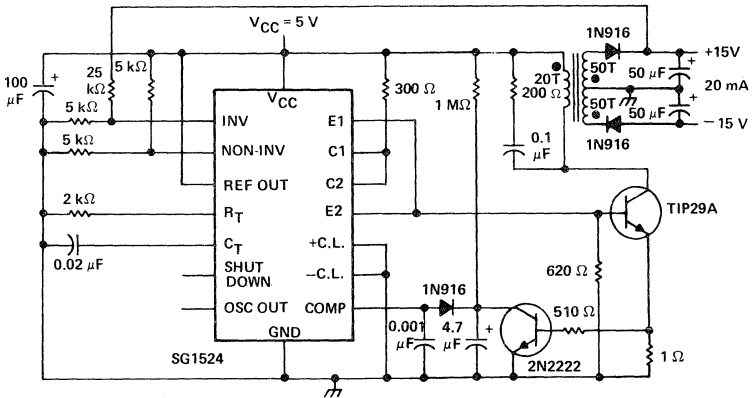 V_CC = 5 V
1N916
+15V
5 kΩ
25 kΩ
100 μF
+
20T
50T
50 μF
+
20 mA
300 Ω
1 MΩ
200 Ω
5 kΩ
V_CC
50T
50 μF
+
INV
E1
0.1 μF
-15 V
1N916
5 kΩ
NON-INV
C1
REF OUT
C2
2 kΩ
R_T
E2
TIP29A
C_T
+C.L.
0.02 μF
SHUT DOWN
-C.L.
620 Ω
1N916
OSC OUT
COMP
510 Ω
0.001 μF
4.7 μF
+
GND
1 Ω
SG1524
2N2222